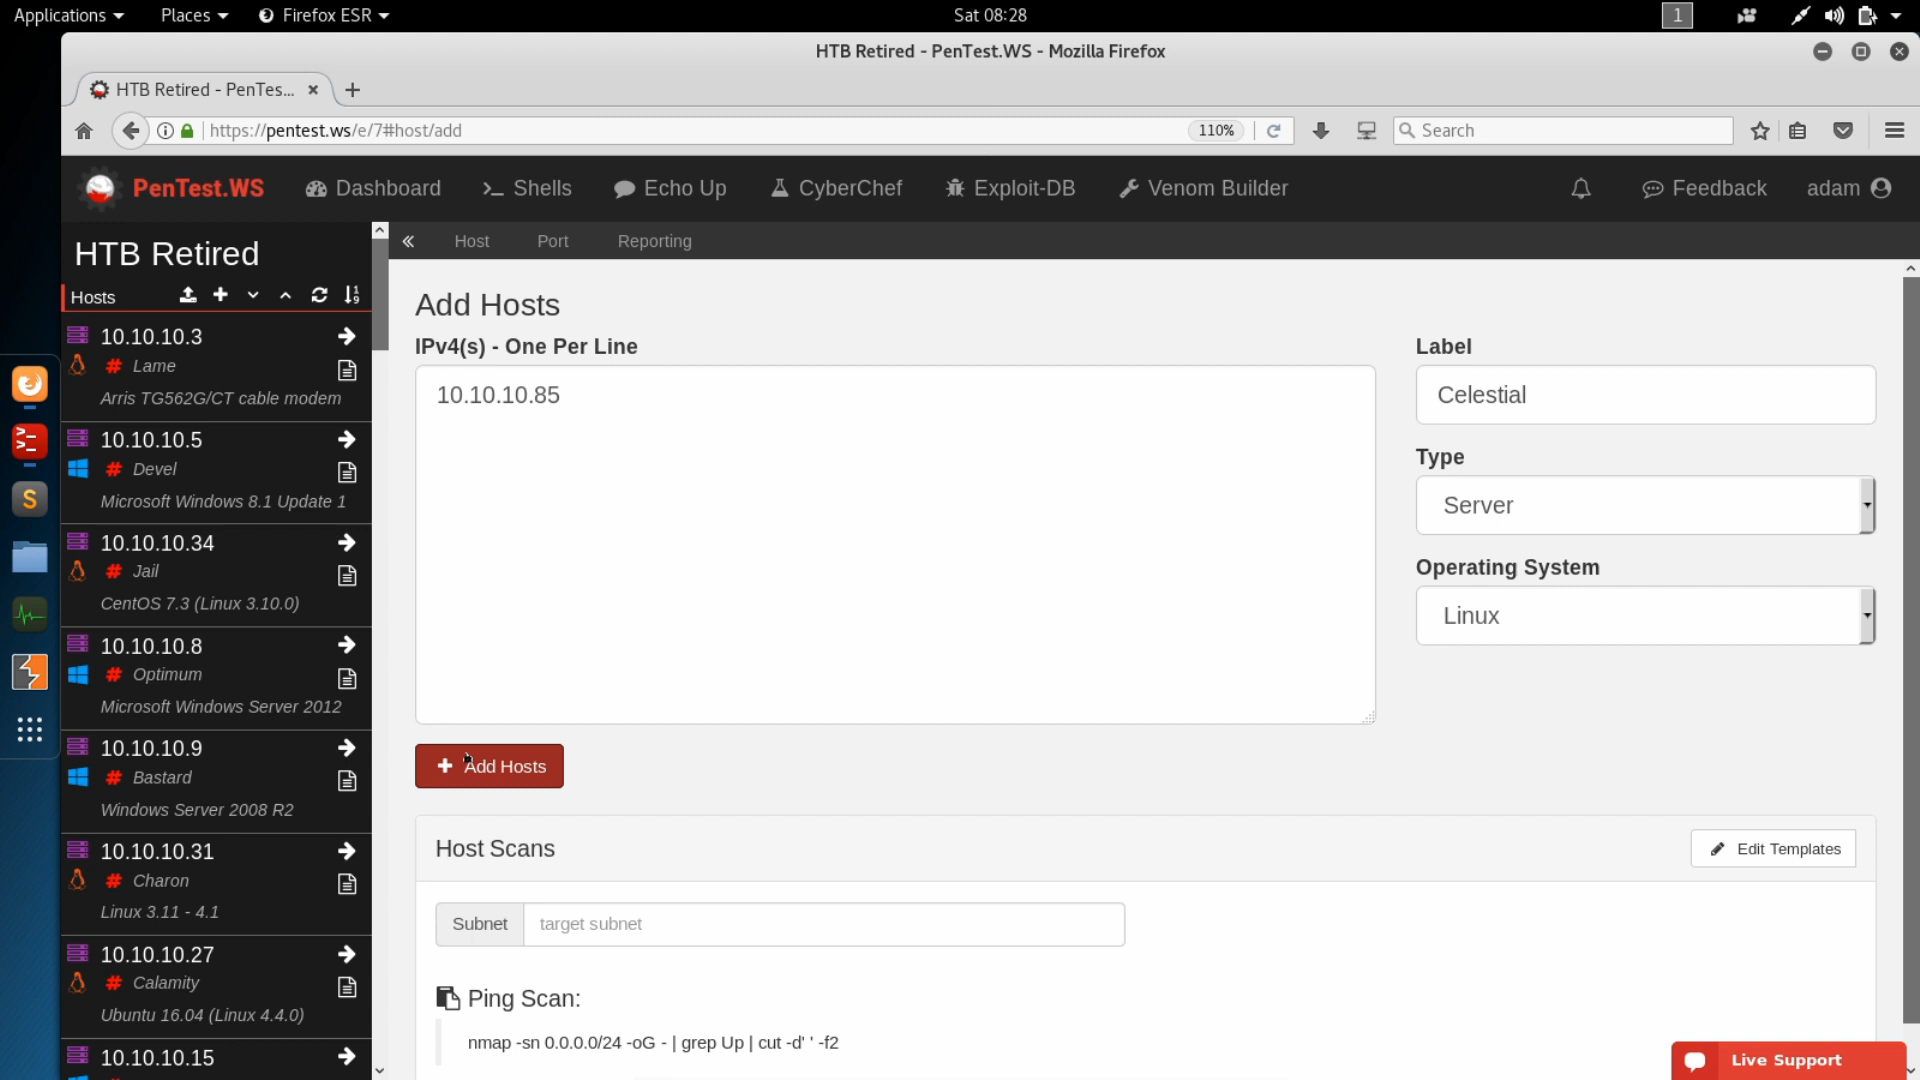 Applications Places Firefox ESR Sat 08:28 1
HTB Retired - PenTest.WS - Mozilla Firefox
HTB Retired - PenTes...
https://pentest.ws/e/7#host/add 110% Search
PenTest.WS Dashboard Shells Echo Up CyberChef Exploit-DB Venom Builder Feedback adam
HTB Retired
Host Port Reporting
Hosts
10.10.10.3
# Lame
Arris TG562G/CT cable modem
10.10.10.5
# Devel
Microsoft Windows 8.1 Update 1
10.10.10.34
# Jail
CentOS 7.3 (Linux 3.10.0)
10.10.10.8
# Optimum
Microsoft Windows Server 2012
10.10.10.9
# Bastard
Windows Server 2008 R2
10.10.10.31
# Charon
Linux 3.11 - 4.1
10.10.10.27
# Calamity
Ubuntu 16.04 (Linux 4.4.0)
10.10.10.15
Add Hosts
IPv4(s) - One Per Line
10.10.10.85
Label
Celestial
Type
Server
Operating System
Linux
+ Add Hosts
Host Scans
Edit Templates
Subnet target subnet
Ping Scan:
nmap -sn 0.0.0.0/24 -oG - | grep Up | cut -d' ' -f2
Live Support